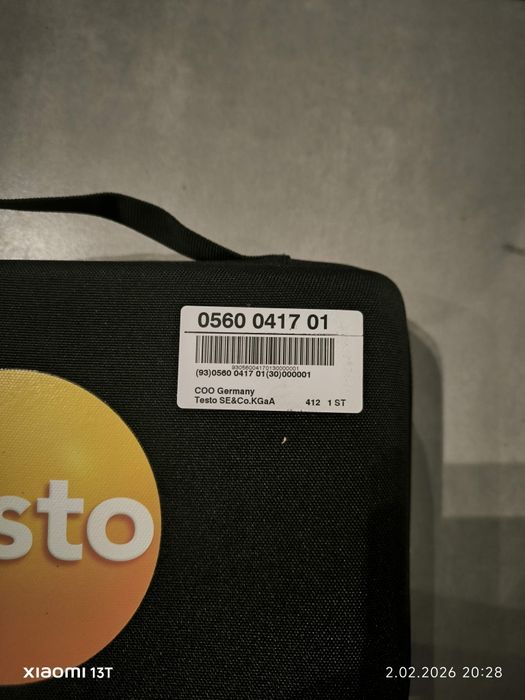 0560 0417 01
93056004170130000001
(93)0560 0417 01(30)000001
COO Germany
Testo SE&Co.KGaA 412 1 ST
sto
XIAOMI 13T
2.02.2026 20:28